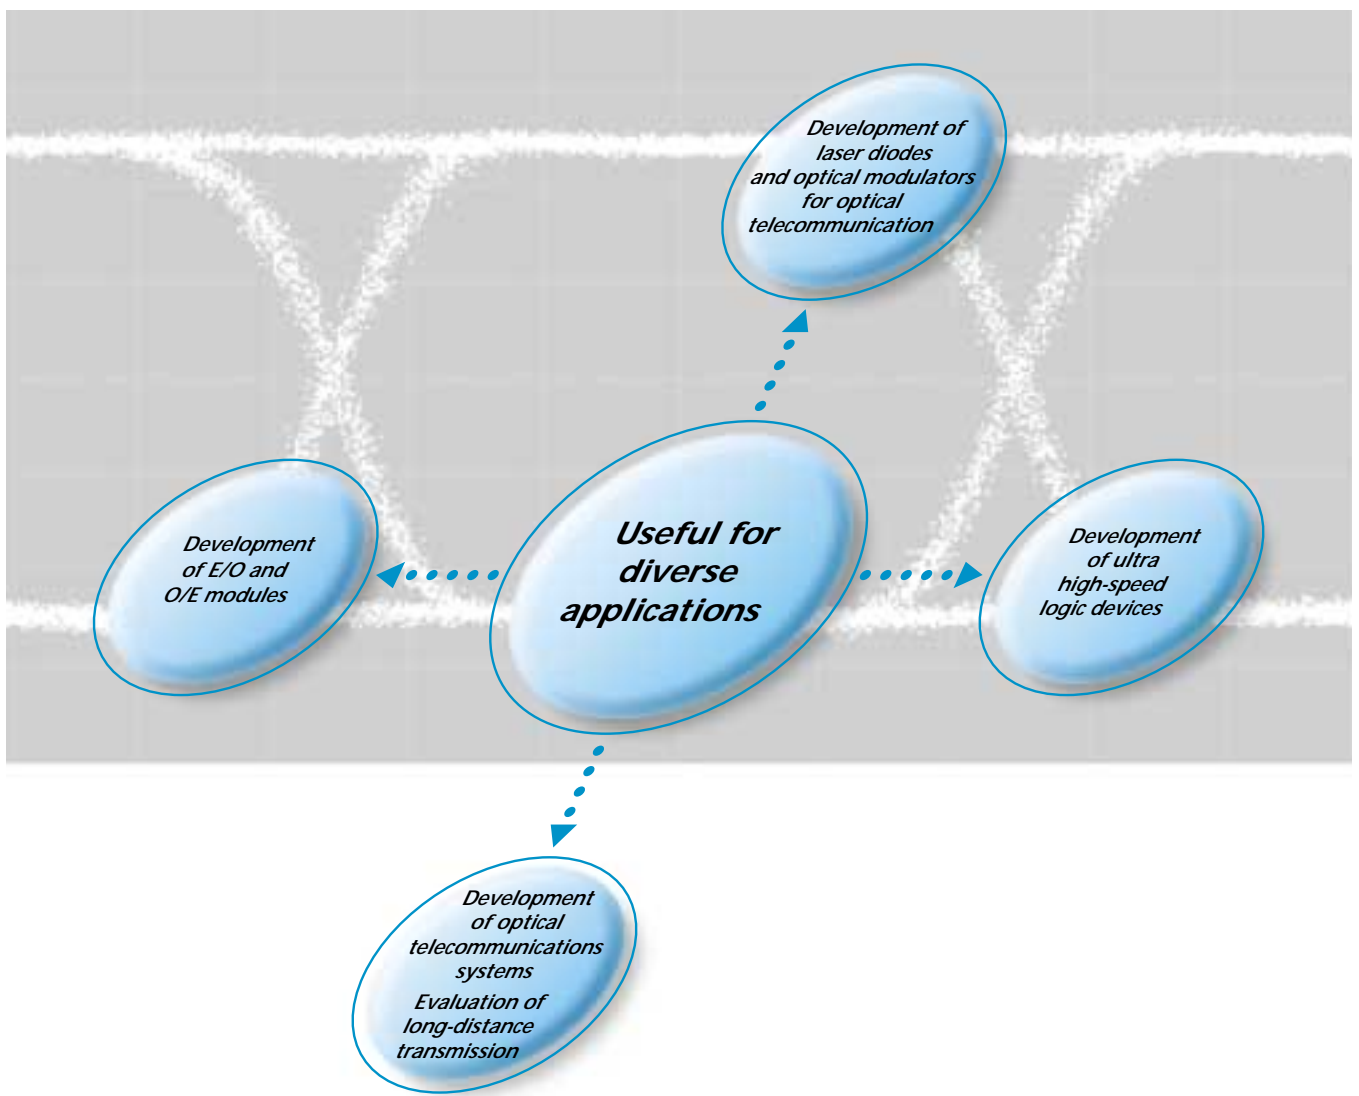 Development of
laser diodes
and optical modulators
for optical
telecommunication
Useful for
diverse
applications
Development
of E/O and
O/E modules
Development
of ultra
high-speed
logic devices
Development
of optical
telecommunications
systems
Evaluation of
long-distance
transmission